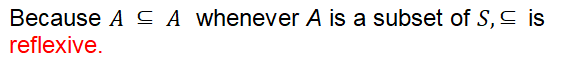 Because A ⊆ A whenever A is a subset of S, ⊆ is
reflexive.